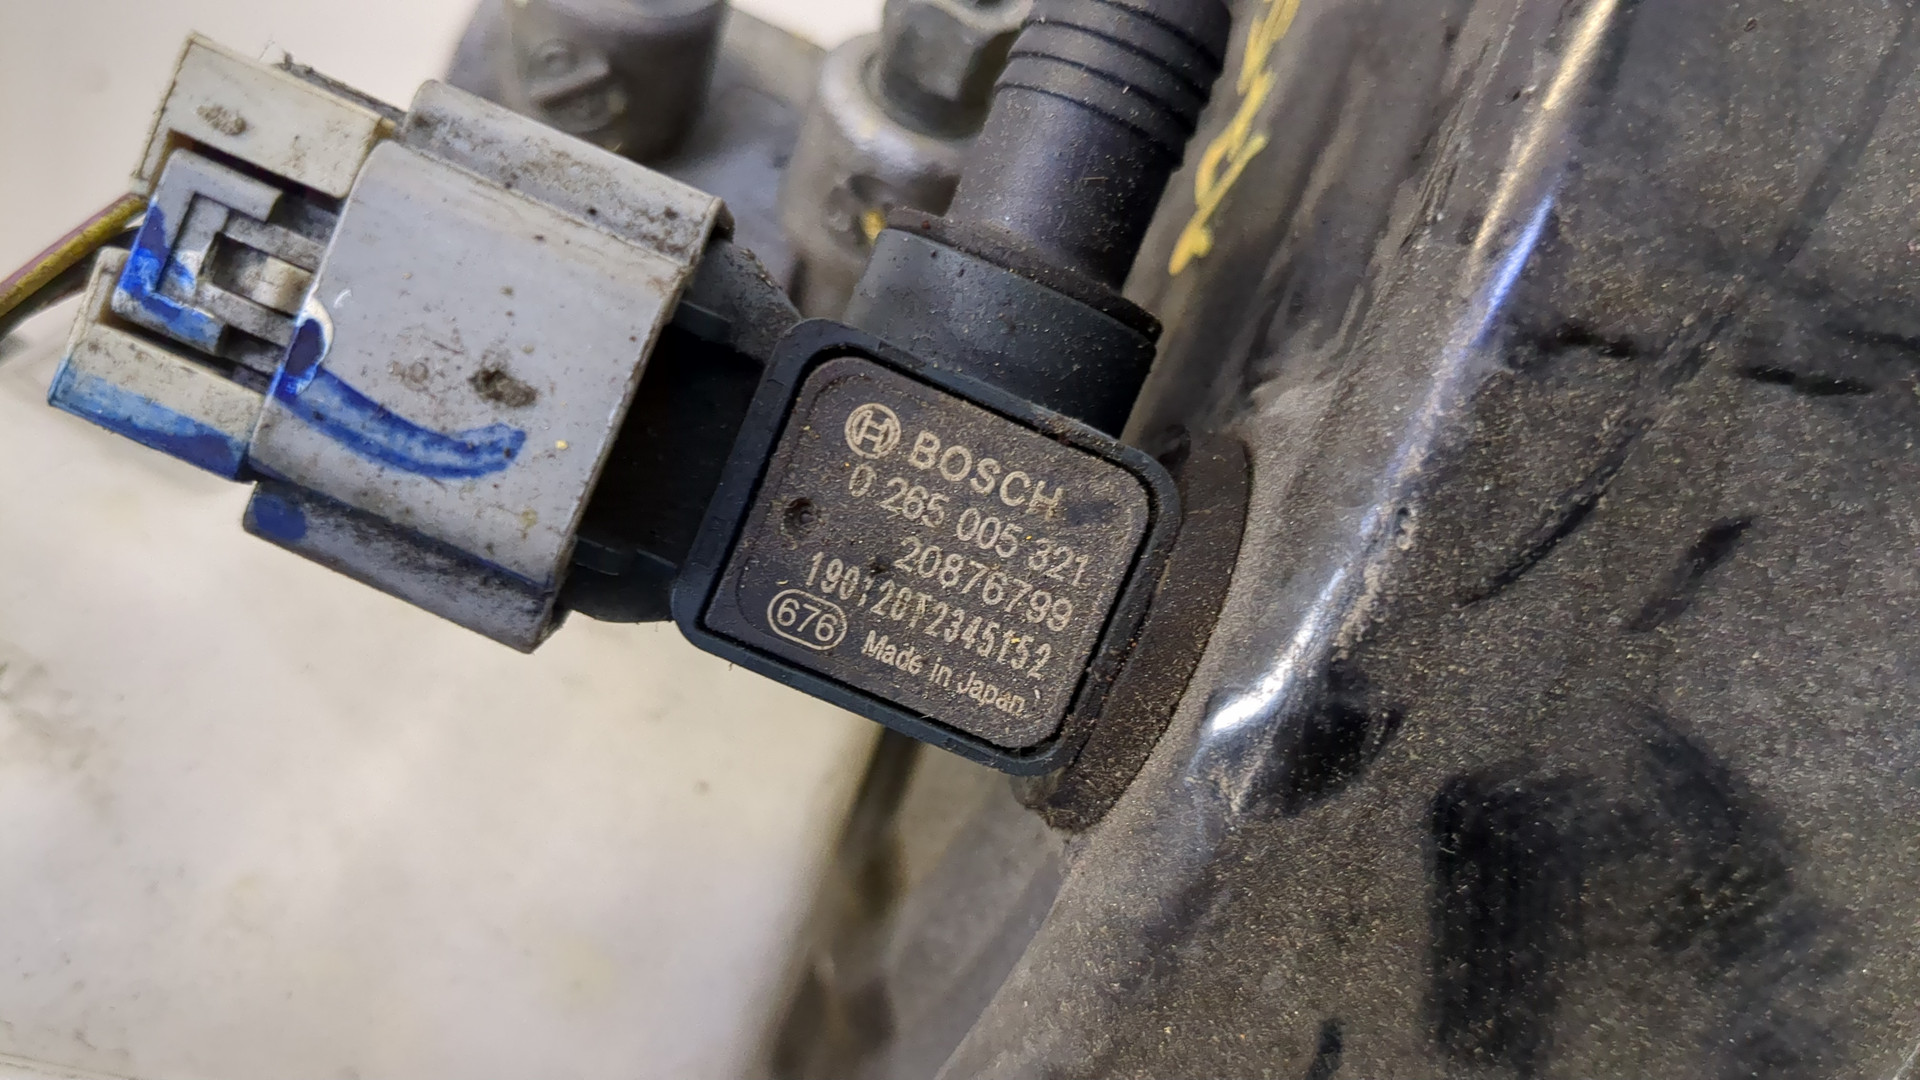 BOSCH
0 265 005 321
20876799
190120T2345152
676 Made in Japan